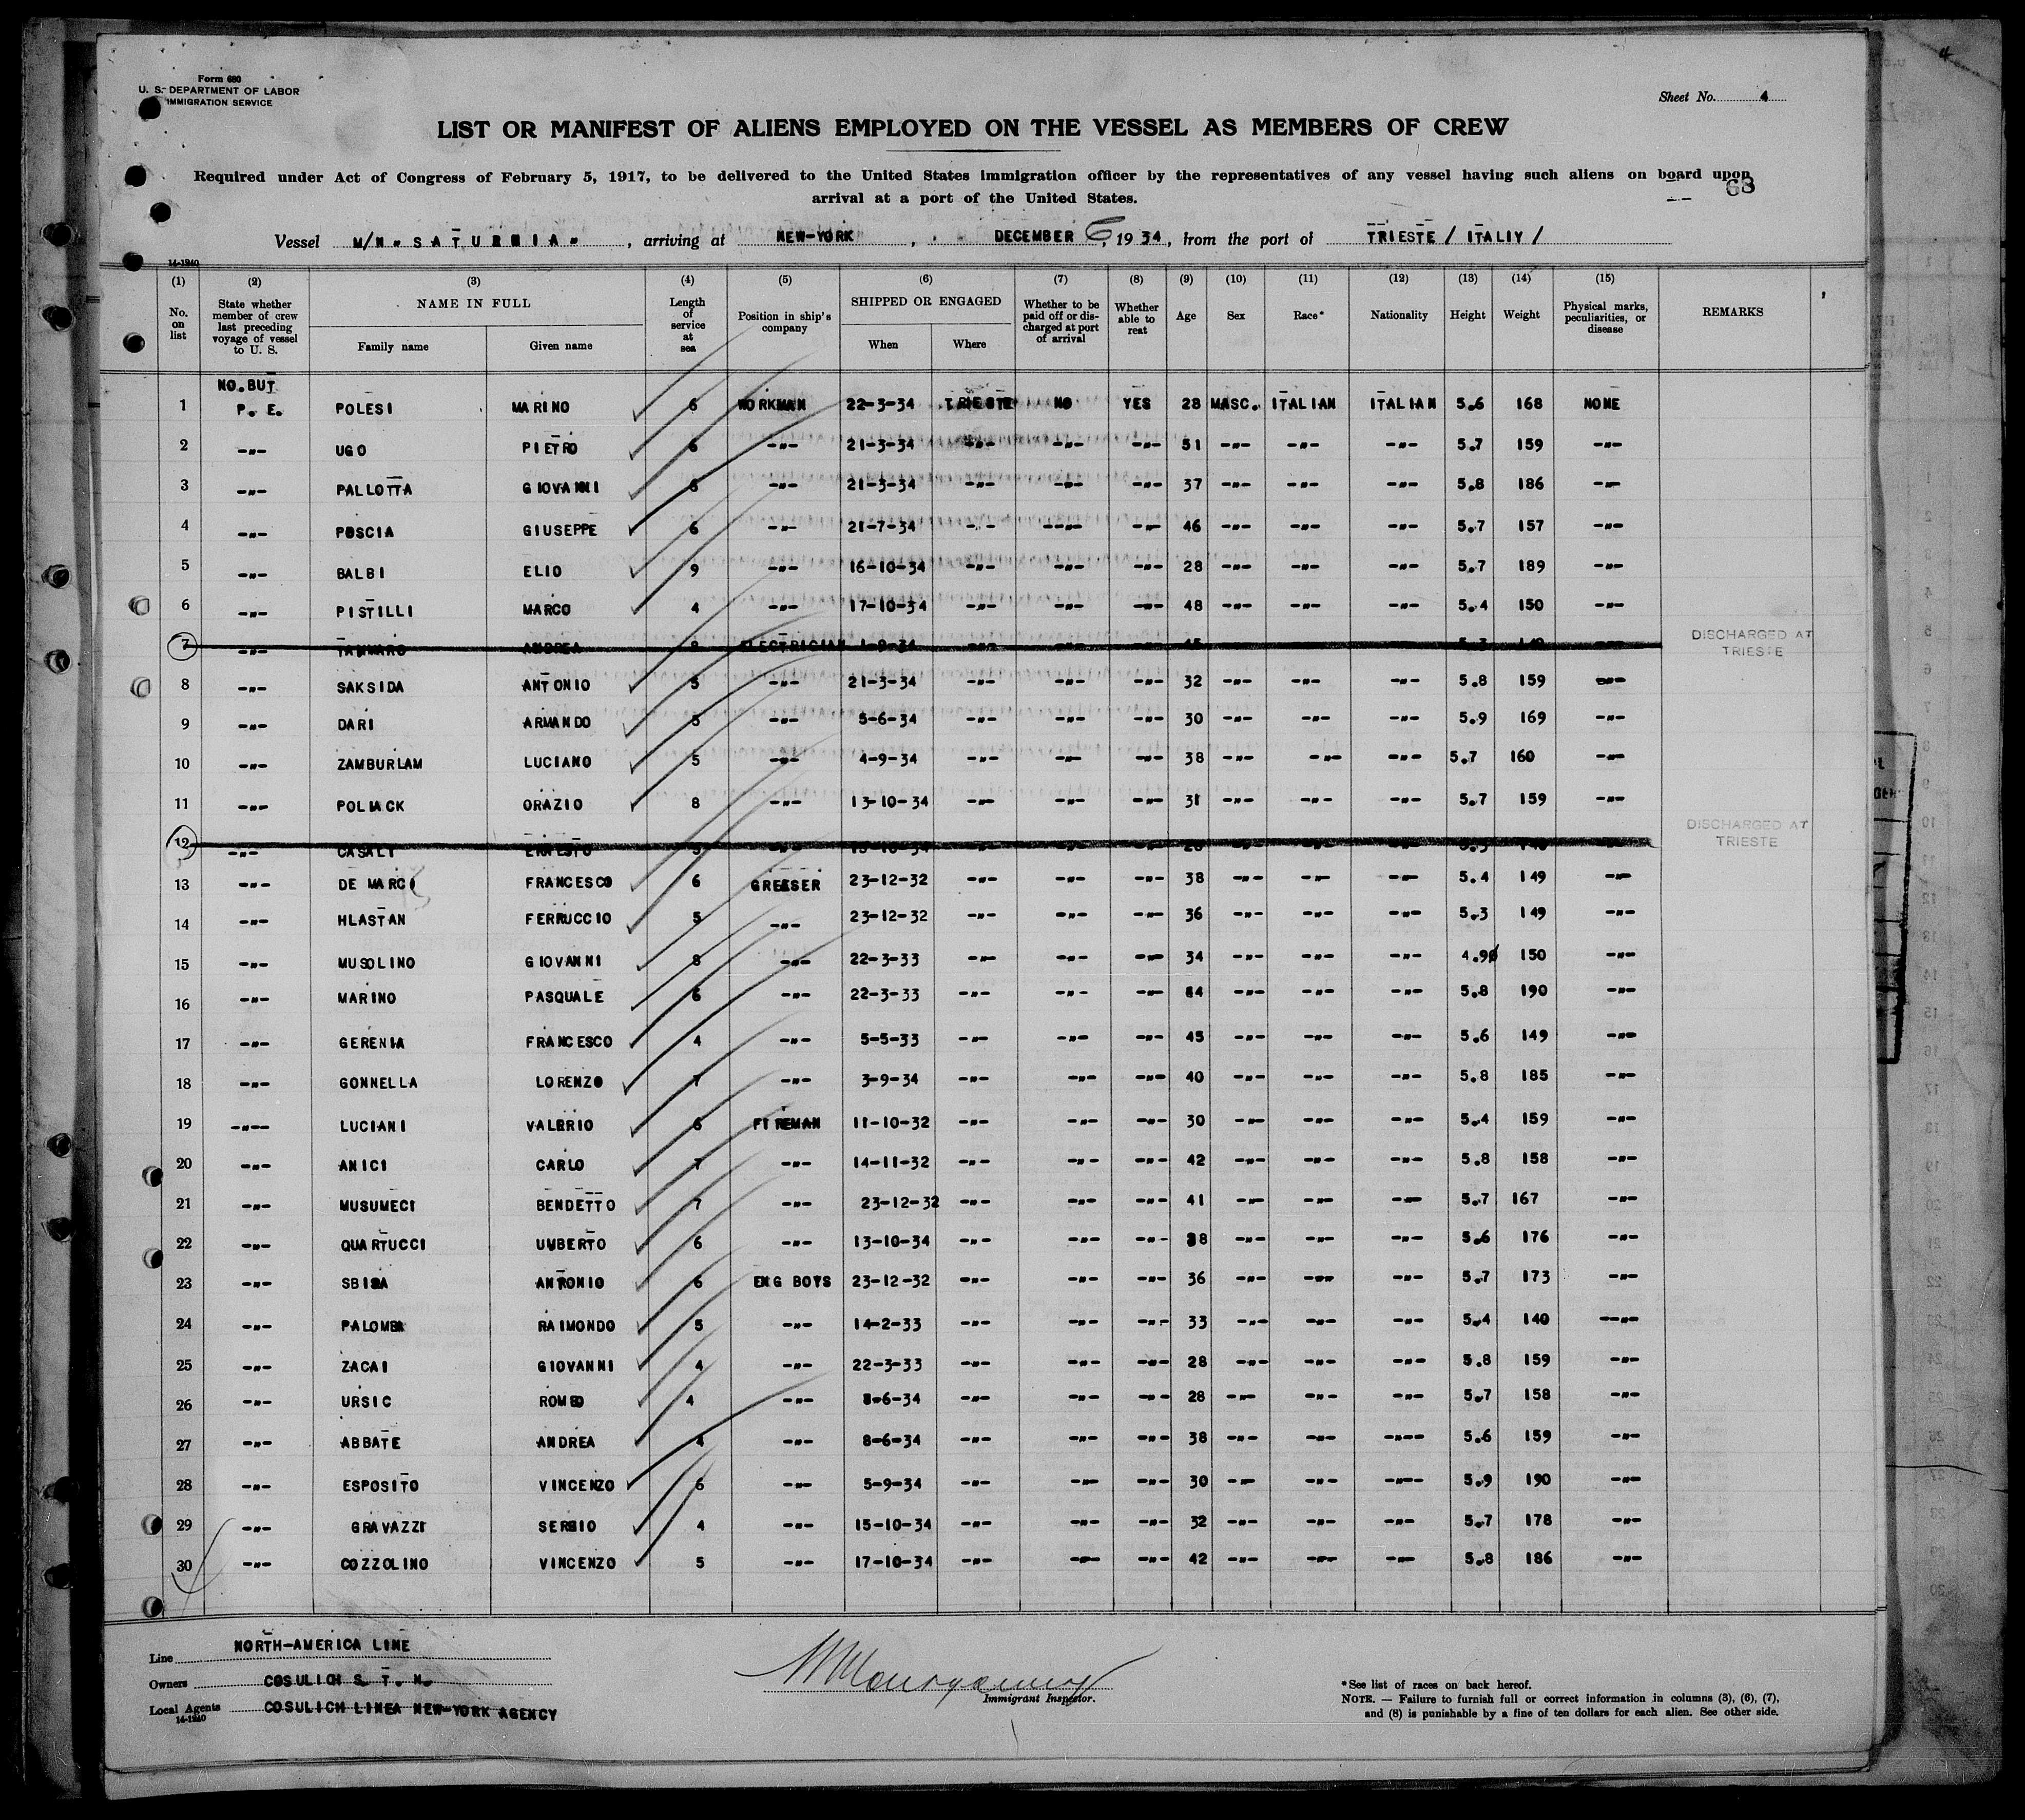 Form 680
U. S. DEPARTMENT OF LABOR
IMMIGRATION SERVICE
Sheet No. 4
LIST OR MANIFEST OF ALIENS EMPLOYED ON THE VESSEL AS MEMBERS OF CREW
Required under Act of Congress of February 5, 1917, to be delivered to the United States immigration officer by the representatives of any vessel having such aliens on board upon
arrival at a port of the United States.
68
Vessel M/N "SATURNIA" , arriving at NEW-YORK , DECEMBER 6 , 1934, from the port of TRIESTE / ITALIY /
14-1240
(1) (2) (3) (4) (5) (6) (7) (8) (9) (10) (11) (12) (13) (14) (15)
No. on list State whether member of crew last preceding voyage of vessel to U. S. NAME IN FULL Family name Given name Length of service at sea Position in ship's company SHIPPED OR ENGAGED When Where Whether to be paid off or discharged at port of arrival Whether able to reat Age Sex Race* Nationality Height Weight Physical marks, peculiarities, or disease REMARKS
NO.BUT
1 P. E. POLESI MARINO 6 WORKMAN 22-3-34 TRIESTE NO YES 28 MASC. ITALIAN ITALIAN 5.6 168 NONE
2 -"- UGO PIETRO 6 -"- 21-3-34 -"- -"- -"- 51 -"- -"- -"- 5.7 159 -"-
3 -"- PALLOTTA GIOVANNI 6 -"- 21-3-34 -"- -"- -"- 37 -"- -"- -"- 5.8 186 -"-
4 -"- POSCIA GIUSEPPE 6 -"- 21-7-34 -"- -"- -"- 46 -"- -"- -"- 5.7 157 -"-
5 -"- BALBI ELIO 9 -"- 16-10-34 -"- -"- -"- 28 -"- -"- -"- 5.7 189 -"-
6 -"- PISTILLI MARCO 4 -"- 17-10-34 -"- -"- -"- 48 -"- -"- -"- 5.4 150 -"-
7 -"- TAMMARO ANDREA 8 ELECTRICIAN 1-9-34 -"- DISCHARGED AT TRIESTE
8 -"- SAKSIDA ANTONIO 5 -"- 21-3-34 -"- -"- -"- 32 -"- -"- -"- 5.8 159 -"-
9 -"- DARI ARMANDO 5 -"- 5-6-34 -"- -"- -"- 30 -"- -"- -"- 5.9 169 -"-
10 -"- ZAMBURLAM LUCIANO 5 -"- 4-9-34 -"- -"- -"- 38 -"- -"- -"- 5.7 160 -"-
11 -"- POLIACK ORAZIO 8 -"- 13-10-34 -"- -"- -"- 31 -"- -"- -"- 5.7 159 -"-
12 -"- CASALI ERNESTO -"- DISCHARGED AT TRIESTE
13 -"- DE MARCO FRANCESCO 6 GREESER 23-12-32 -"- -"- -"- 38 -"- -"- -"- 5.4 149 -"-
14 -"- HLASTAN FERRUCCIO 5 -"- 23-12-32 -"- -"- -"- 36 -"- -"- -"- 5.3 149 -"-
15 -"- MUSOLINO GIOVANNI 8 -"- 22-3-33 -"- -"- -"- 34 -"- -"- -"- 4.90 150 -"-
16 -"- MARINO PASQUALE 6 -"- 22-3-33 -"- -"- -"- -"- -"- -"- 5.8 190 -"-
17 -"- GERENIA FRANCESCO 4 -"- 5-5-33 -"- -"- -"- 45 -"- -"- -"- 5.6 149 -"-
18 -"- GONNELLA LORENZO 7 -"- 3-9-34 -"- -"- -"- 40 -"- -"- -"- 5.8 185 -"-
19 -"- LUCIANI VALERIO 6 FIREMAN 11-10-32 -"- -"- -"- 30 -"- -"- -"- 5.4 159 -"-
20 -"- ANICI CARLO 7 -"- 14-11-32 -"- -"- -"- 42 -"- -"- -"- 5.8 158 -"-
21 -"- MUSUMECI BENDETTO 7 -"- 23-12-32 -"- -"- -"- 41 -"- -"- -"- 5.7 167 -"-
22 -"- QUARTUCCI UMBERTO 6 -"- 13-10-34 -"- -"- -"- 38 -"- -"- -"- 5.6 176 -"-
23 -"- SBISA ANTONIO 6 ENG BOYS 23-12-32 -"- -"- -"- 36 -"- -"- -"- 5.7 173 -"-
24 -"- PALOMBA RAIMONDO 5 -"- 14-2-33 -"- -"- -"- 33 -"- -"- -"- 5.4 140 -"-
25 -"- ZACAI GIOVANNI 4 -"- 22-3-33 -"- -"- -"- 28 -"- -"- -"- 5.8 159 -"-
26 -"- URSIC ROMEO 4 -"- 8-6-34 -"- -"- -"- 28 -"- -"- -"- 5.7 158 -"-
27 -"- ABBATE ANDREA 4 -"- 8-6-34 -"- -"- -"- 38 -"- -"- -"- 5.6 159 -"-
28 -"- ESPOSITO VINCENZO 6 -"- 5-9-34 -"- -"- -"- 30 -"- -"- -"- 5.9 190 -"-
29 -"- GRAVAZZI SERGIO 4 -"- 15-10-34 -"- -"- -"- 32 -"- -"- -"- 5.7 178 -"-
30 -"- COZZOLINO VINCENZO 5 -"- 17-10-34 -"- -"- -"- 42 -"- -"- -"- 5.8 186 -"-
Line NORTH-AMERICA LINE
Owners COSULICH S. T. N.
Local Agents COSULICH LINEA NEW-YORK AGENCY
14-1240
Immigrant Inspector.
*See list of races on back hereof.
NOTE. — Failure to furnish full or correct information in columns (3), (6), (7),
and (8) is punishable by a fine of ten dollars for each alien. See other side.